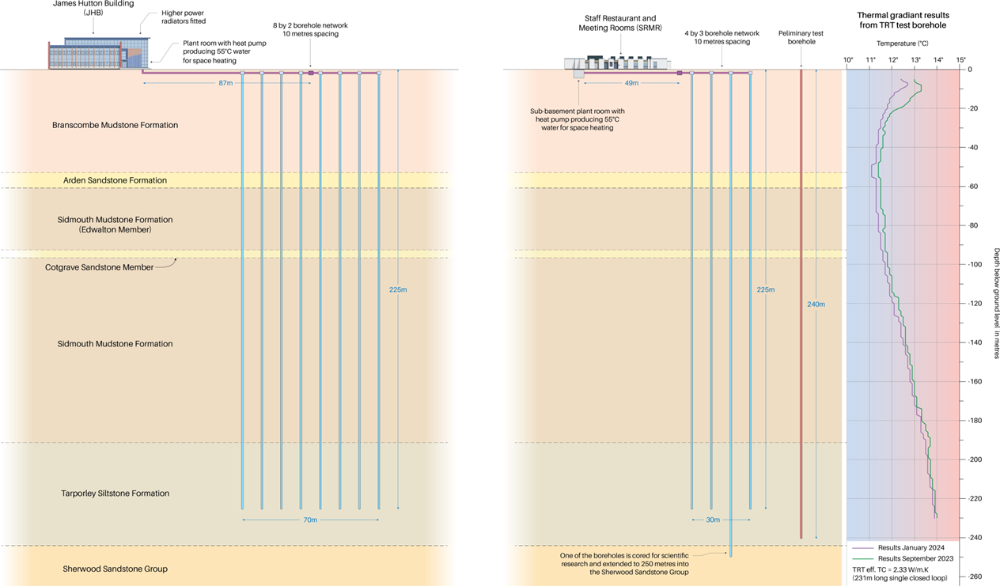 James Hutton Building
(JHB)
Higher power
radiators fitted
Plant room with heat pump
producing 55°C water
for space heating
8 by 2 borehole network
10 metres spacing
87m
Branscombe Mudstone Formation
Arden Sandstone Formation
Sidmouth Mudstone Formation
(Edwalton Member)
Cotgrave Sandstone Member
225m
Sidmouth Mudstone Formation
Tarporley Siltstone Formation
70m
Sherwood Sandstone Group
Staff Restaurant and
Meeting Rooms (SRMR)
4 by 3 borehole network
10 metres spacing
Peliminary test
borehole
49m
Sub-basement plant room with
heat pump producing 55°C
water for space heating
225m
240m
30m
One of the boreholes is cored for scientific
research and extended to 250 metres into
the Sherwood Sandstone Group
Thermal gradiant results
from TRT test borehole
Temperature (°C)
10° 11° 12° 13° 14° 15°
0
-20
-40
-60
-80
-100
-120
-140
-160
-180
-200
-220
-240
-260
Depth below ground level in metres
Results January 2024
Results September 2023
TRT eff. TC = 2.33 W/m.K
(231m long single closed loop)